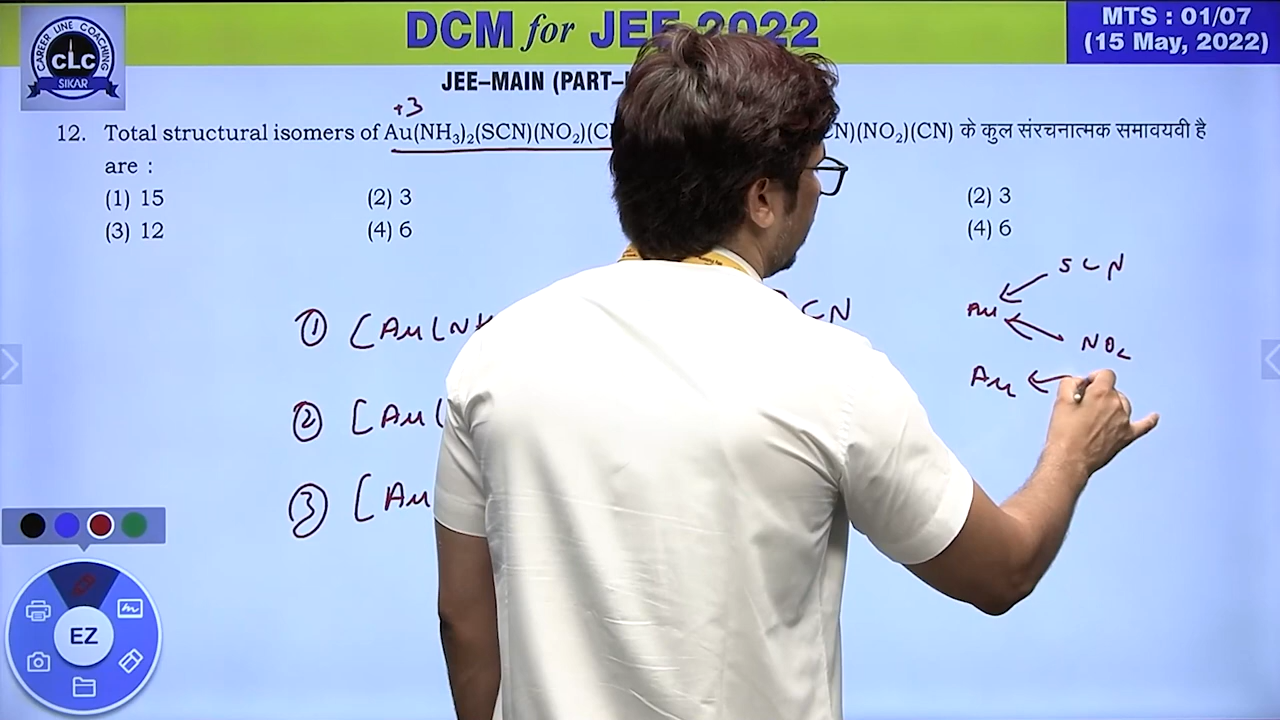 CAREER LINE COACHING
CLC
SIKAR
DCM for JEE 2022
MTS : 01/07
(15 May, 2022)
JEE–MAIN (PART–
+3
12. Total structural isomers of Au(NH₃)₂(SCN)(NO₂)(C
are :
CN)(NO₂)(CN) के कुल संरचनात्मक समावयवी है
(1) 15 (2) 3
(3) 12 (4) 6
(2) 3
(4) 6
① [Au(NH
CN
② [Au(
③ [Au
SCN
Au
NO₂
Au
EZ